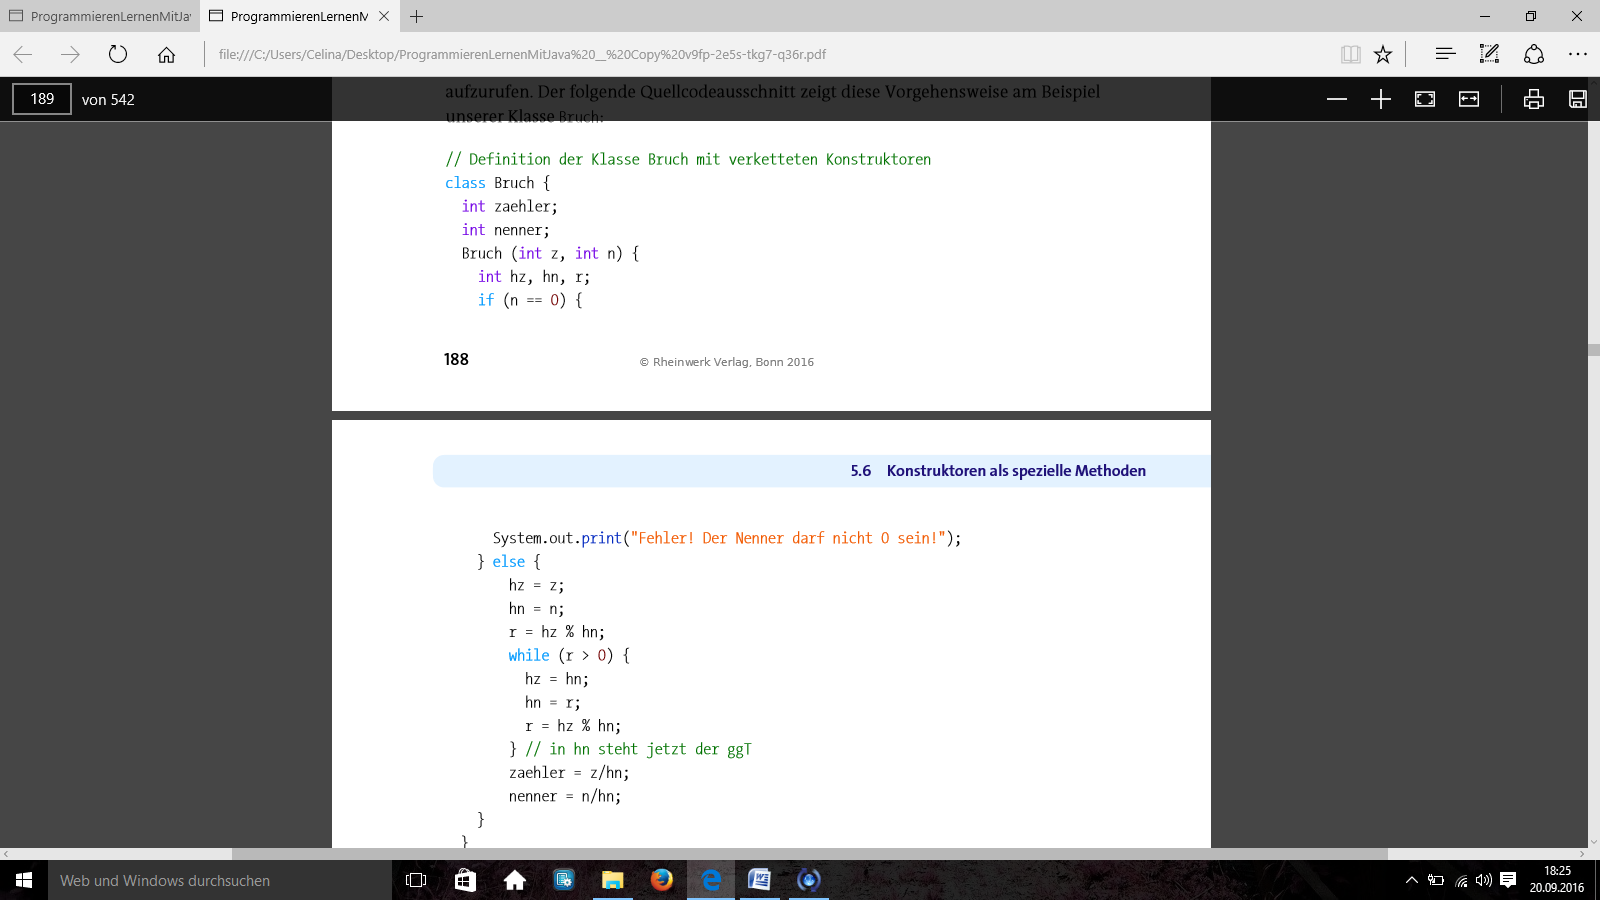 ProgrammierenLernenMitJa
ProgrammierenLernenM
file:///C:/Users/Celina/Desktop/ProgrammierenLernenMitJava%20__%20Copy%20v9fp-2e5s-tkg7-q36r.pdf
189 von 542
aufzurufen. Der folgende Quellcodeausschnitt zeigt diese Vorgehensweise am Beispiel
unserer Klasse Bruch:
// Definition der Klasse Bruch mit verketteten Konstruktoren
class Bruch {
int zaehler;
int nenner;
Bruch (int z, int n) {
int hz, hn, r;
if (n == 0) {
188
© Rheinwerk Verlag, Bonn 2016
5.6 Konstruktoren als spezielle Methoden
System.out.print("Fehler! Der Nenner darf nicht 0 sein!");
} else {
hz = z;
hn = n;
r = hz % hn;
while (r > 0) {
hz = hn;
hn = r;
r = hz % hn;
} // in hn steht jetzt der ggT
zaehler = z/hn;
nenner = n/hn;
}
}
Web und Windows durchsuchen
18:25
20.09.2016